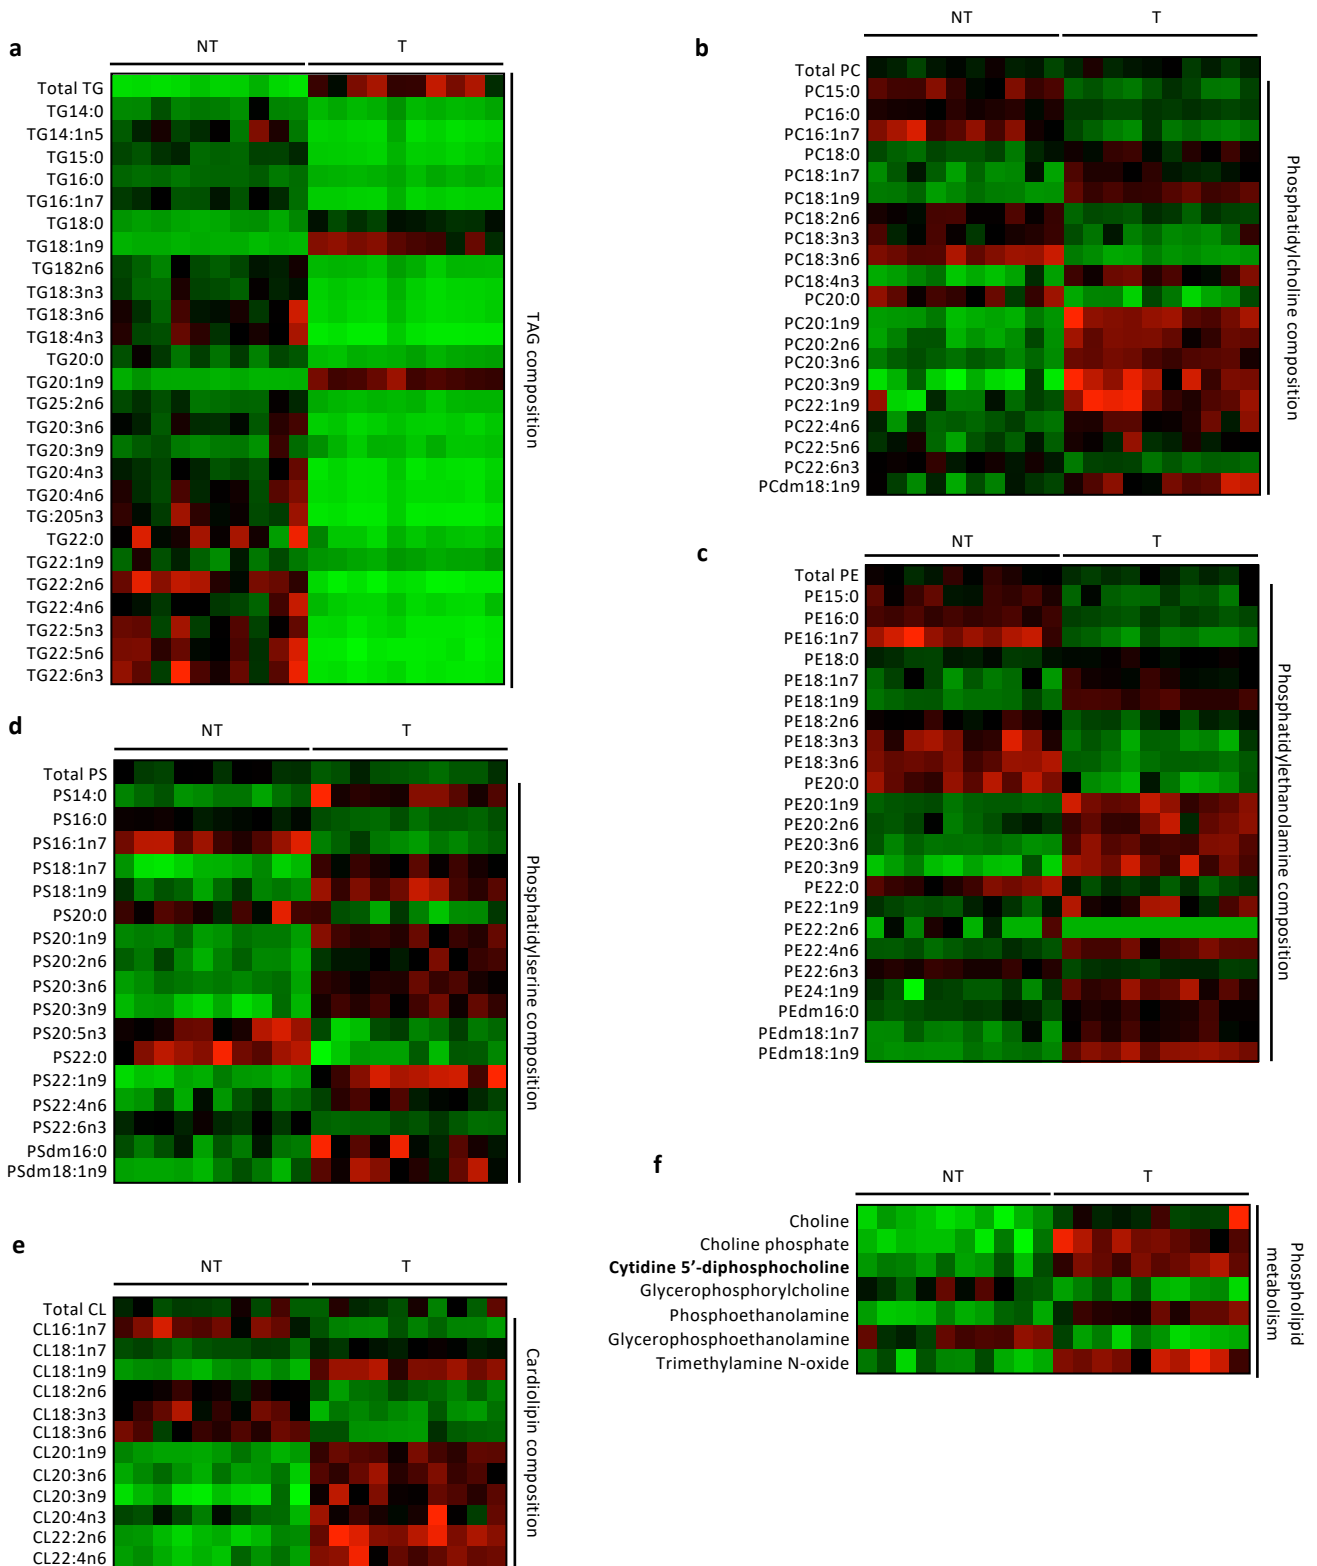 a
NT
T
Total TG
TG14:0
TG14:1n5
TG15:0
TG16:0
TG16:1n7
TG18:0
TG18:1n9
TG182n6
TG18:3n3
TG18:3n6
TG18:4n3
TG20:0
TG20:1n9
TG25:2n6
TG20:3n6
TG20:3n9
TG20:4n3
TG20:4n6
TG:205n3
TG22:0
TG22:1n9
TG22:2n6
TG22:4n6
TG22:5n3
TG22:5n6
TG22:6n3
TAG composition
b
NT
T
Total PC
PC15:0
PC16:0
PC16:1n7
PC18:0
PC18:1n7
PC18:1n9
PC18:2n6
PC18:3n3
PC18:3n6
PC18:4n3
PC20:0
PC20:1n9
PC20:2n6
PC20:3n6
PC20:3n9
PC22:1n9
PC22:4n6
PC22:5n6
PC22:6n3
PCdm18:1n9
Phosphatidylcholine composition
c
NT
T
Total PE
PE15:0
PE16:0
PE16:1n7
PE18:0
PE18:1n7
PE18:1n9
PE18:2n6
PE18:3n3
PE18:3n6
PE20:0
PE20:1n9
PE20:2n6
PE20:3n6
PE20:3n9
PE22:0
PE22:1n9
PE22:2n6
PE22:4n6
PE22:6n3
PE24:1n9
PEdm16:0
PEdm18:1n7
PEdm18:1n9
Phosphatidylethanolamine composition
d
NT
T
Total PS
PS14:0
PS16:0
PS16:1n7
PS18:1n7
PS18:1n9
PS20:0
PS20:1n9
PS20:2n6
PS20:3n6
PS20:3n9
PS20:5n3
PS22:0
PS22:1n9
PS22:4n6
PS22:6n3
PSdm16:0
PSdm18:1n9
Phosphatidylserine composition
e
NT
T
Total CL
CL16:1n7
CL18:1n7
CL18:1n9
CL18:2n6
CL18:3n3
CL18:3n6
CL20:1n9
CL20:3n6
CL20:3n9
CL20:4n3
CL22:2n6
CL22:4n6
Cardiolipin composition
f
NT
T
Choline
Choline phosphate
Cytidine 5’-diphosphocholine
Glycerophosphorylcholine
Phosphoethanolamine
Glycerophosphoethanolamine
Trimethylamine N-oxide
Phospholipid
metabolism